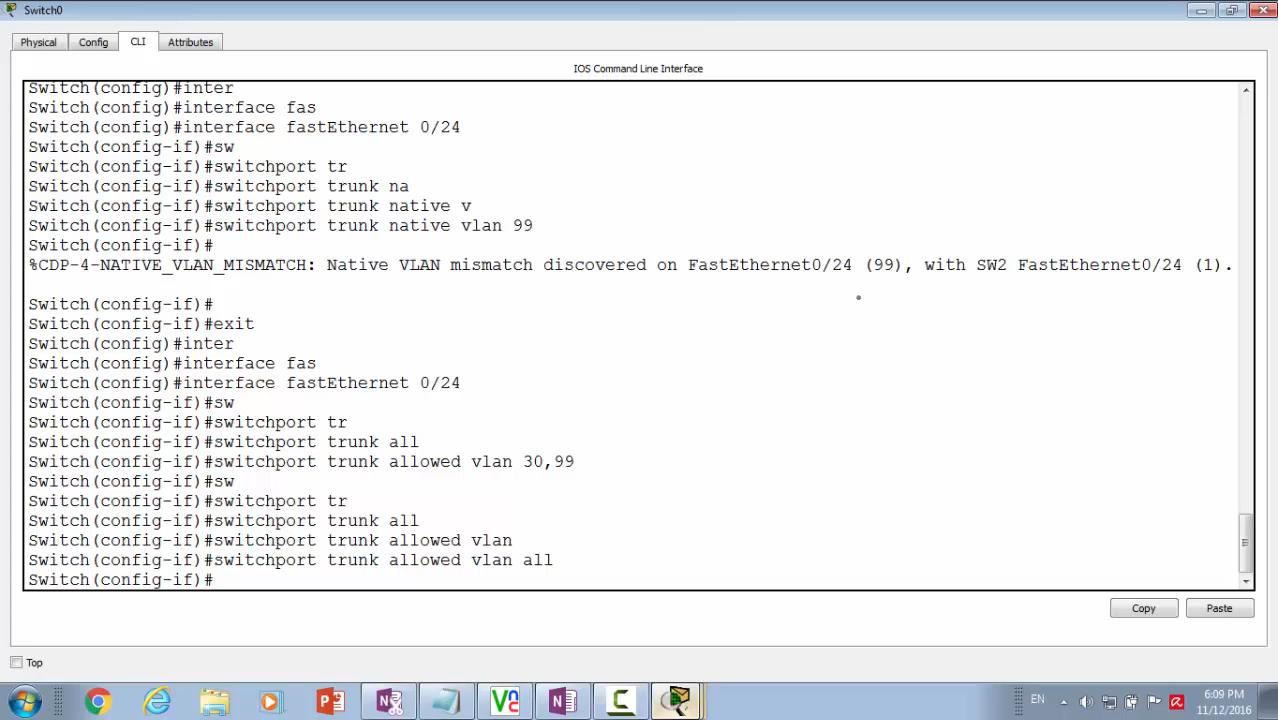 Switch0
Physical Config CLI Attributes
IOS Command Line Interface
Switch(config)#inter
Switch(config)#interface fas
Switch(config)#interface fastEthernet 0/24
Switch(config-if)#sw
Switch(config-if)#switchport tr
Switch(config-if)#switchport trunk na
Switch(config-if)#switchport trunk native v
Switch(config-if)#switchport trunk native vlan 99
Switch(config-if)#
%CDP-4-NATIVE_VLAN_MISMATCH: Native VLAN mismatch discovered on FastEthernet0/24 (99), with SW2 FastEthernet0/24 (1).
Switch(config-if)#
Switch(config-if)#exit
Switch(config)#inter
Switch(config)#interface fas
Switch(config)#interface fastEthernet 0/24
Switch(config-if)#sw
Switch(config-if)#switchport tr
Switch(config-if)#switchport trunk all
Switch(config-if)#switchport trunk allowed vlan 30,99
Switch(config-if)#sw
Switch(config-if)#switchport tr
Switch(config-if)#switchport trunk all
Switch(config-if)#switchport trunk allowed vlan
Switch(config-if)#switchport trunk allowed vlan all
Switch(config-if)#
Copy Paste
Top
EN 6:09 PM
11/12/2016